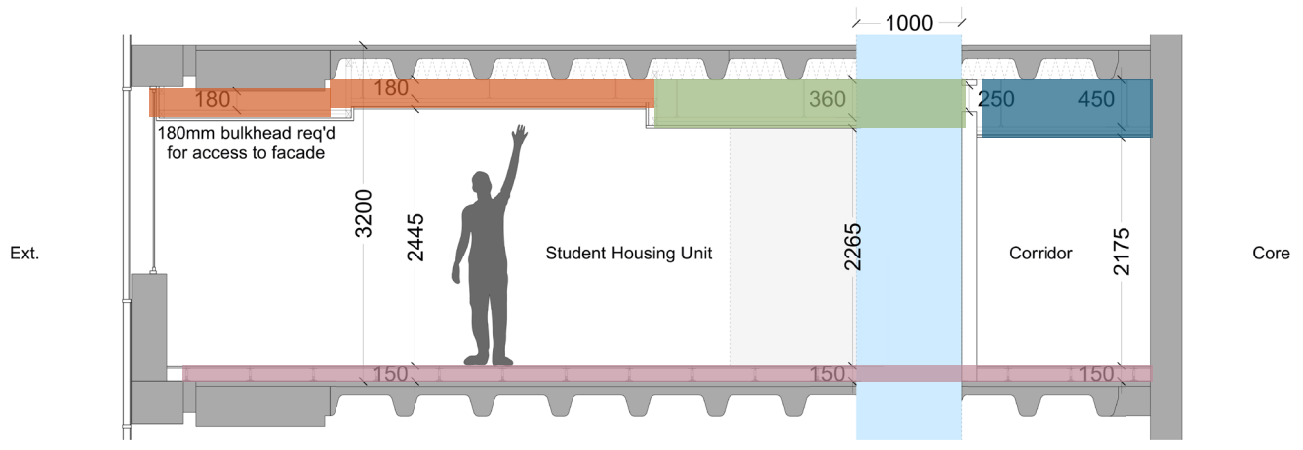 1000
180
180
360
250
450
180mm bulkhead req'd
for access to facade
3200
2445
2265
2175
Ext.
Student Housing Unit
Corridor
Core
150
150
150